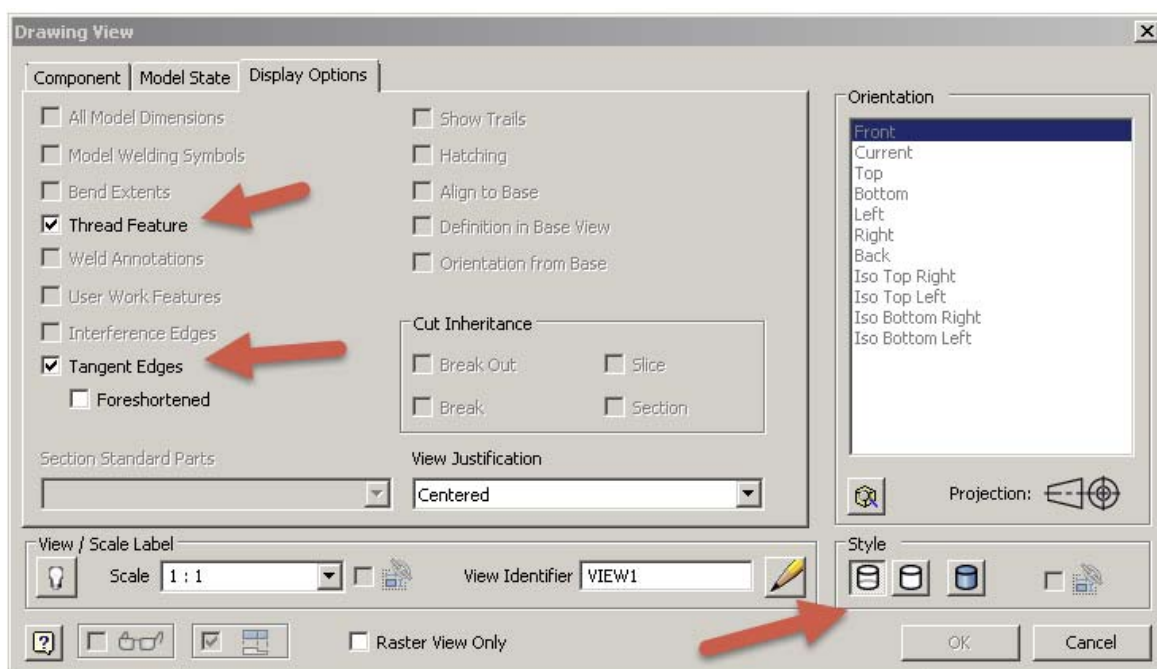 Drawing View
Component
Model State
Display Options
All Model Dimensions
Model Welding Symbols
Bend Extents
Thread Feature
Weld Annotations
User Work Features
Interference Edges
Tangent Edges
Foreshortened
Show Trails
Hatching
Align to Base
Definition in Base View
Orientation from Base
Cut Inheritance
Break Out
Slice
Break
Section
Section Standard Parts
View Justification
Centered
Orientation
Front
Current
Top
Bottom
Left
Right
Back
Iso Top Right
Iso Top Left
Iso Bottom Right
Iso Bottom Left
Projection:
View / Scale Label
Scale
1 : 1
View Identifier
VIEW1
Style
Raster View Only
OK
Cancel